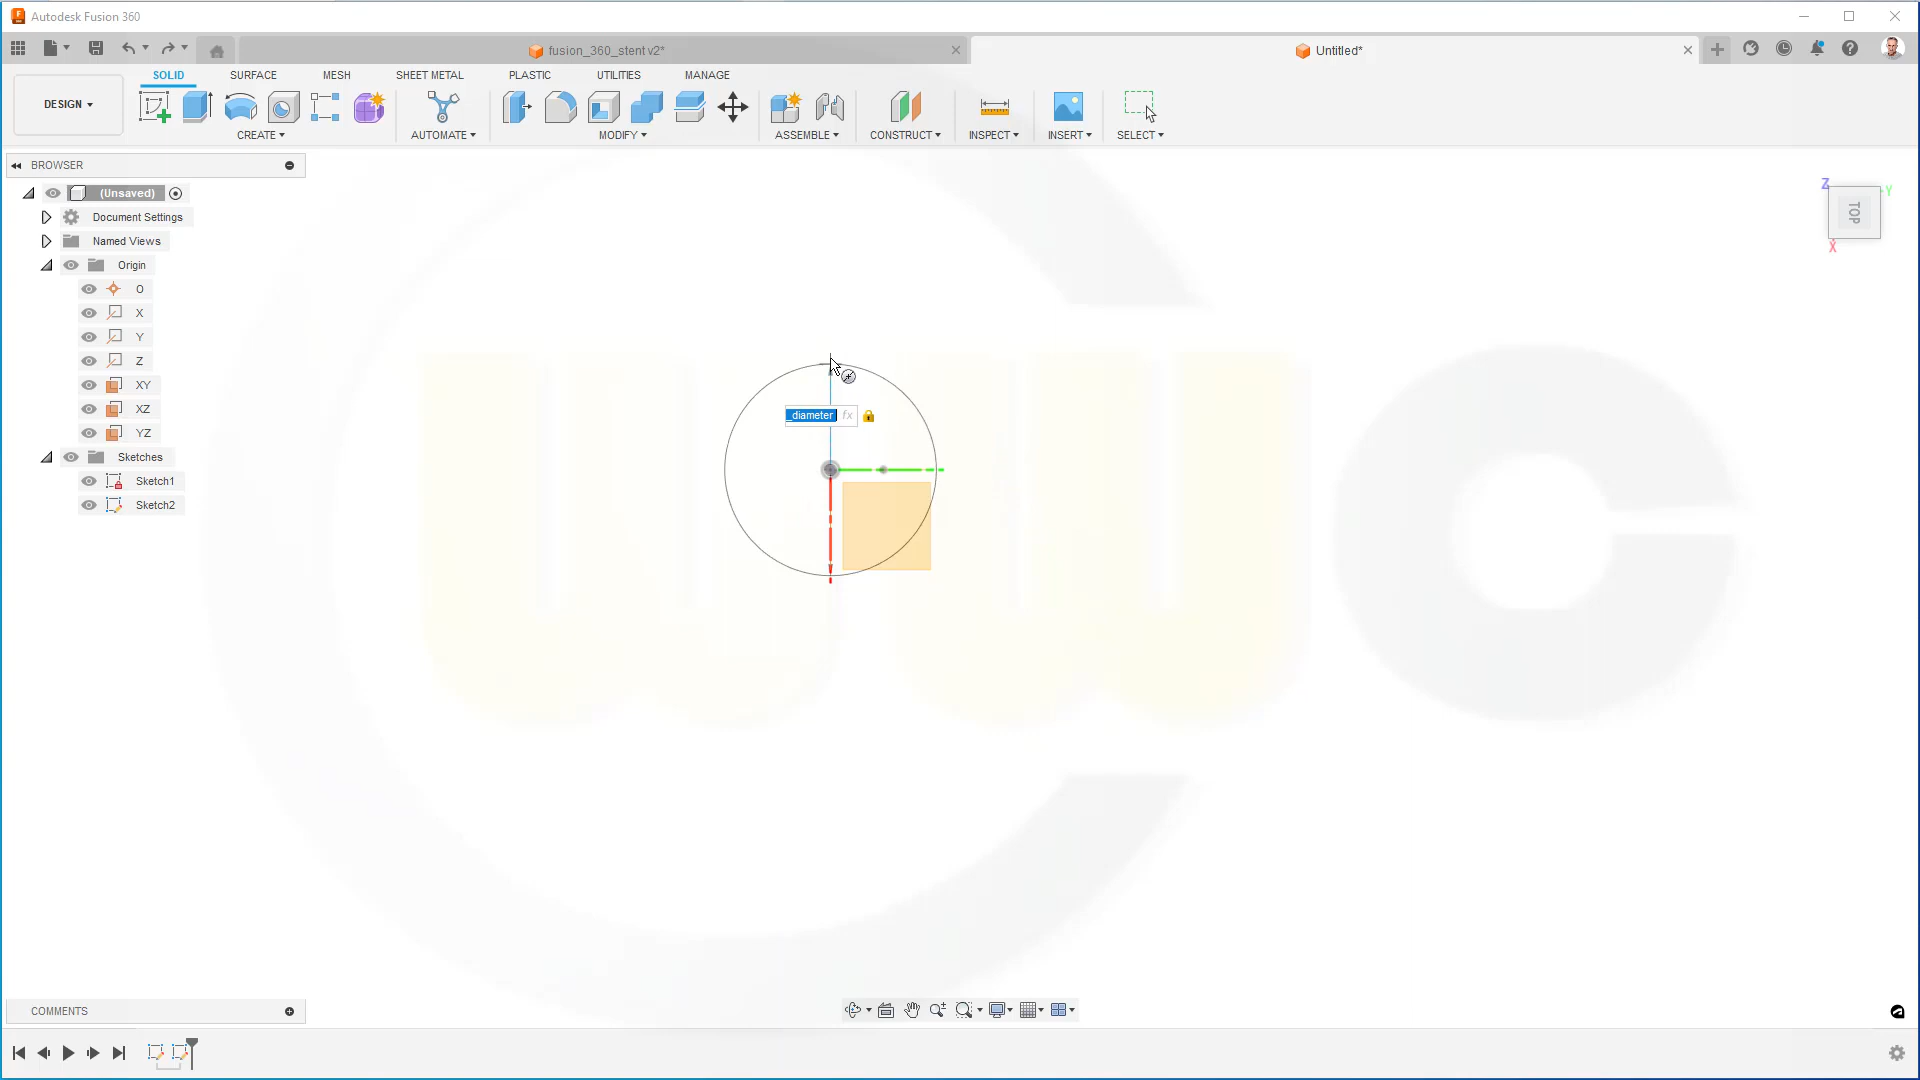 Autodesk Fusion 360
fusion_360_stent v2*
Untitled*
SOLID
SURFACE
MESH
SHEET METAL
PLASTIC
UTILITIES
MANAGE
DESIGN
CREATE
AUTOMATE
MODIFY
ASSEMBLE
CONSTRUCT
INSPECT
INSERT
SELECT
BROWSER
(Unsaved)
Document Settings
Named Views
Origin
O
X
Y
Z
XY
XZ
YZ
Sketches
Sketch1
Sketch2
_diameter fx
Z
Y
TOP
X
wwc
COMMENTS